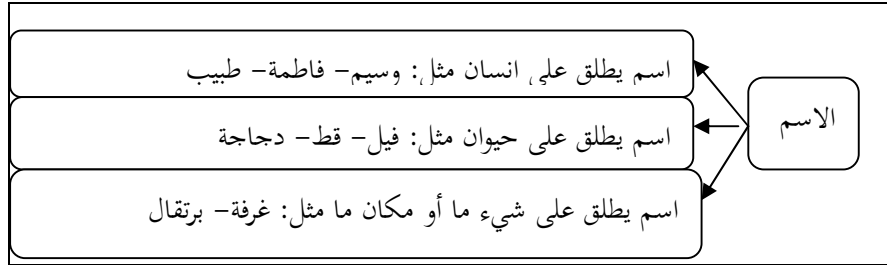 الاسم
اسم يطلق على انسان مثل: وسيم– فاطمة– طبيب
اسم يطلق على حيوان مثل: فيل– قط– دجاجة
اسم يطلق على شيء ما أو مكان ما مثل: غرفة– برتقال